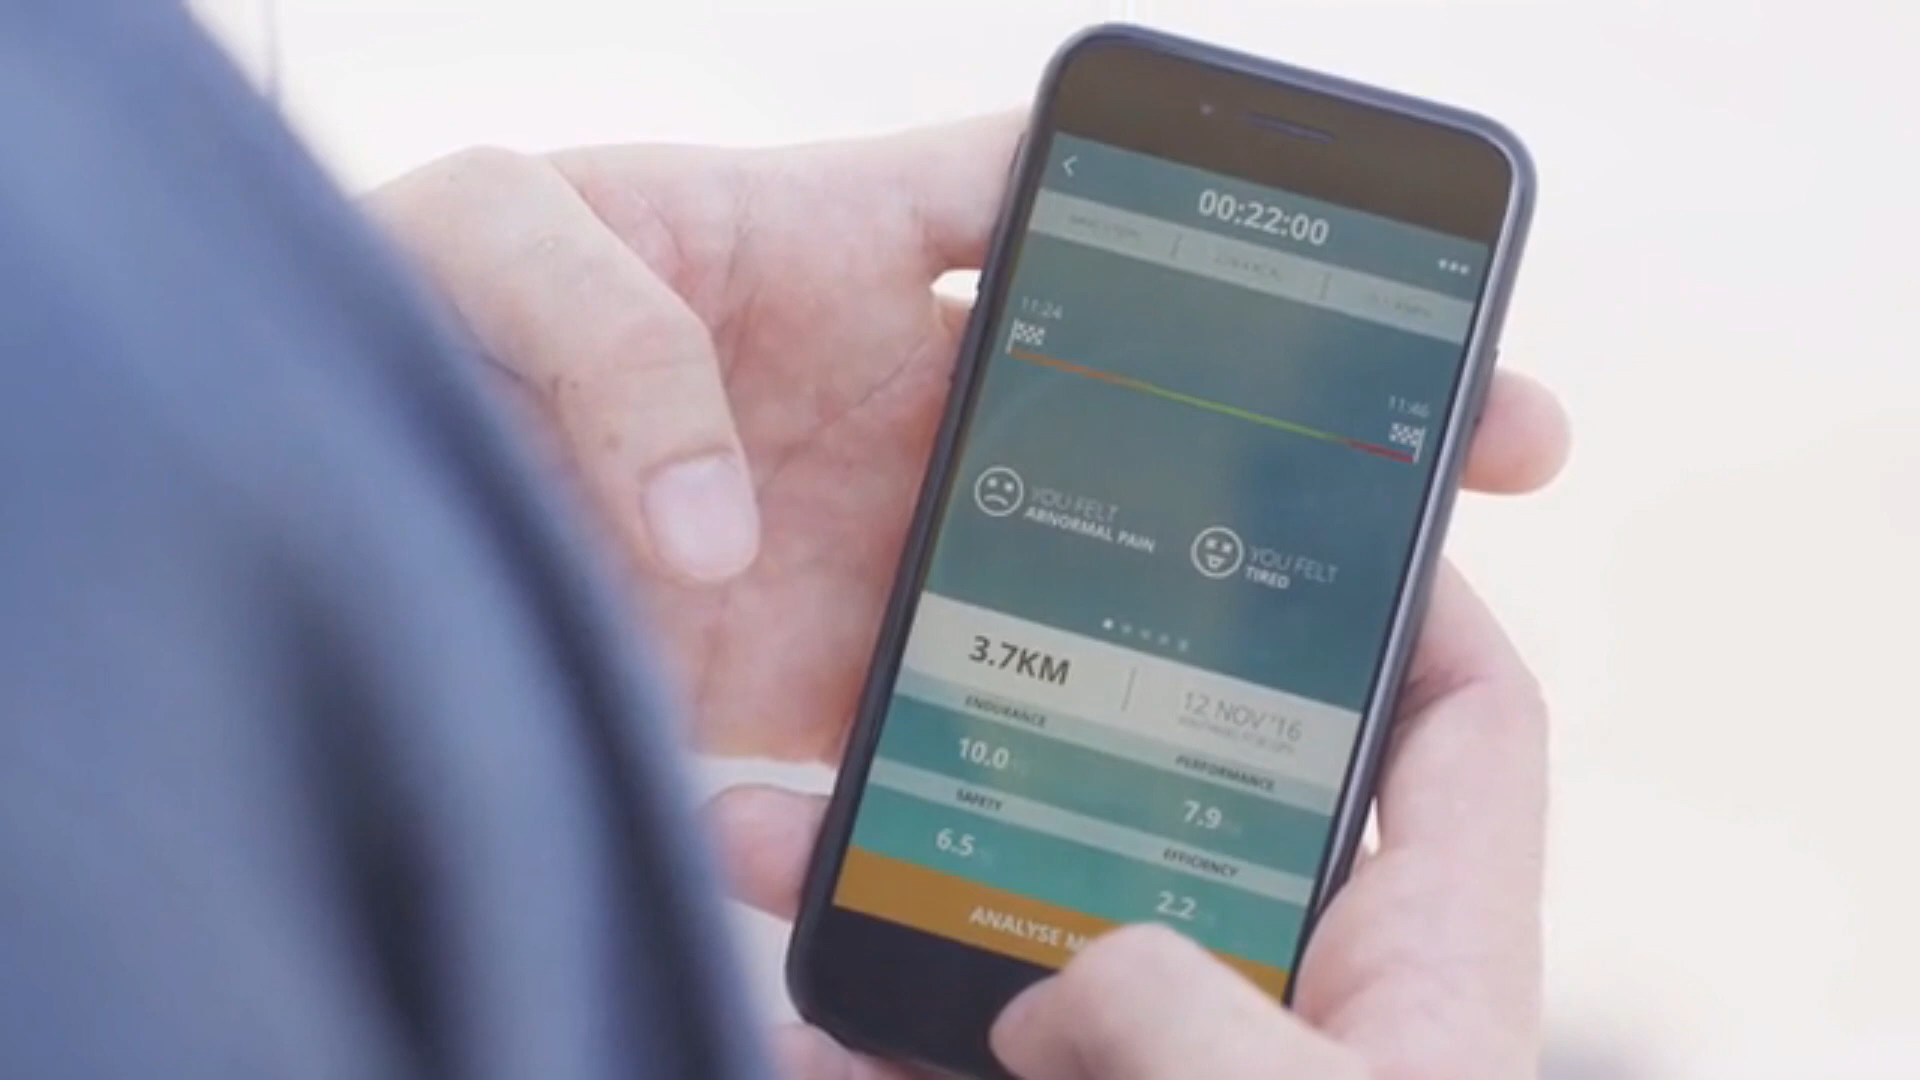 00:22:00
11:24
11:46
YOU FELT
ABNORMAL PAIN
YOU FELT
TIRED
3.7KM
12 NOV '16
ENDURANCE
PERFORMANCE
10.0
7.9
SAFETY
EFFICIENCY
6.5
2.2
ANALYSE